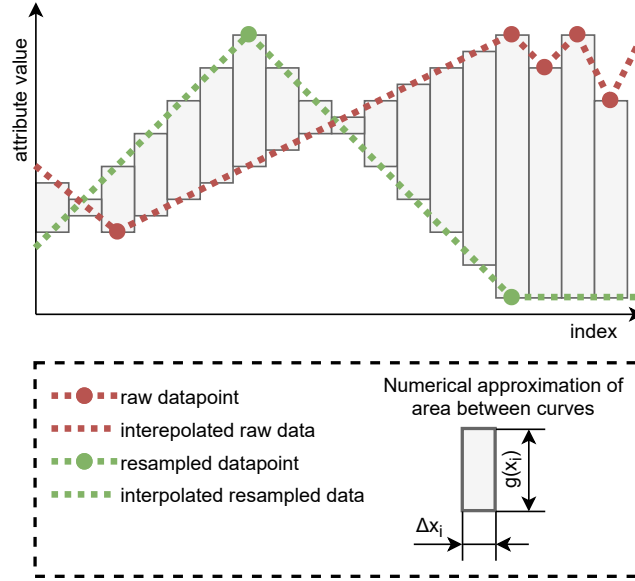 attribute value
index
raw datapoint
interepolated raw data
resampled datapoint
interpolated resampled data
Numerical approximation of
area between curves
g(xᵢ)
Δxᵢ